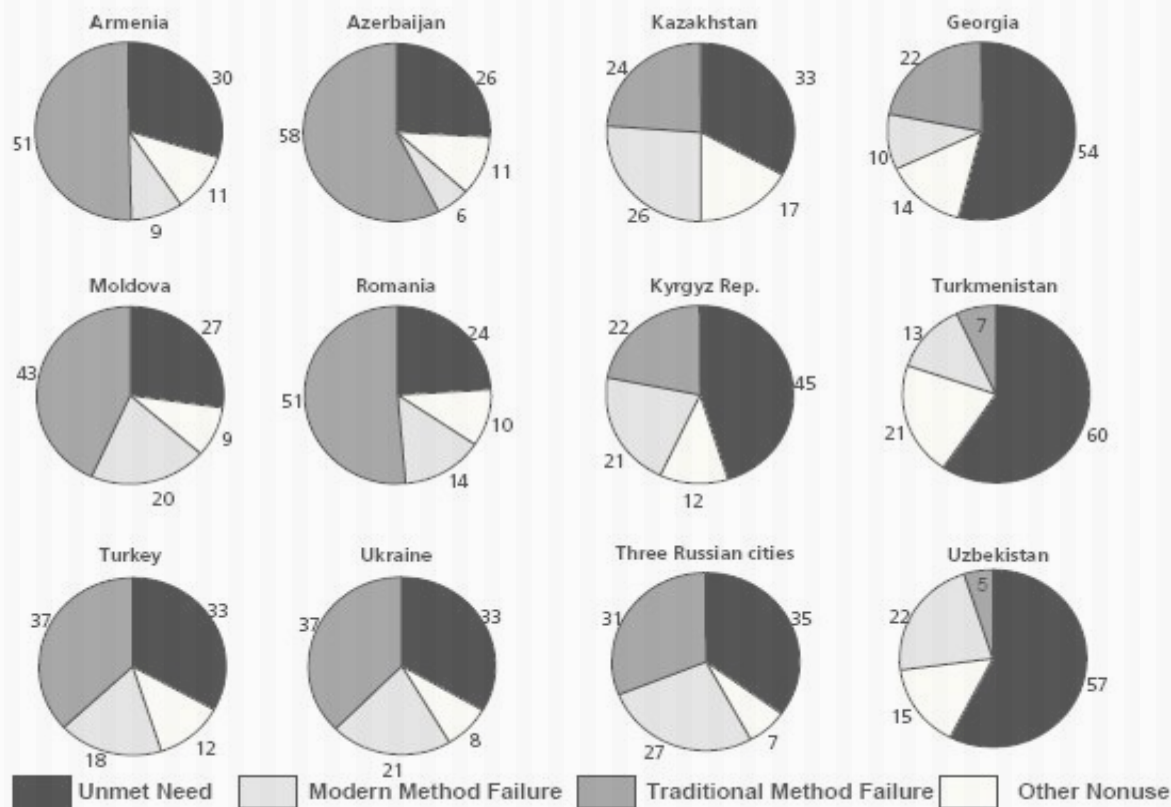 Armenia Azerbaijan Kazakhstan Georgia
30 26 24 33 22
51 58 54
11 11 10
9 6 26 17 14
Moldova Romania Kyrgyz Rep. Turkmenistan
27 24 22 13 7
43 51 45
9 10 21 60
20 14 21 12
Turkey Ukraine Three Russian cities Uzbekistan
37 33 37 33 31 35 22 5
57
18 12 21 8 27 7 15
Unmet Need Modern Method Failure Traditional Method Failure Other Nonuse